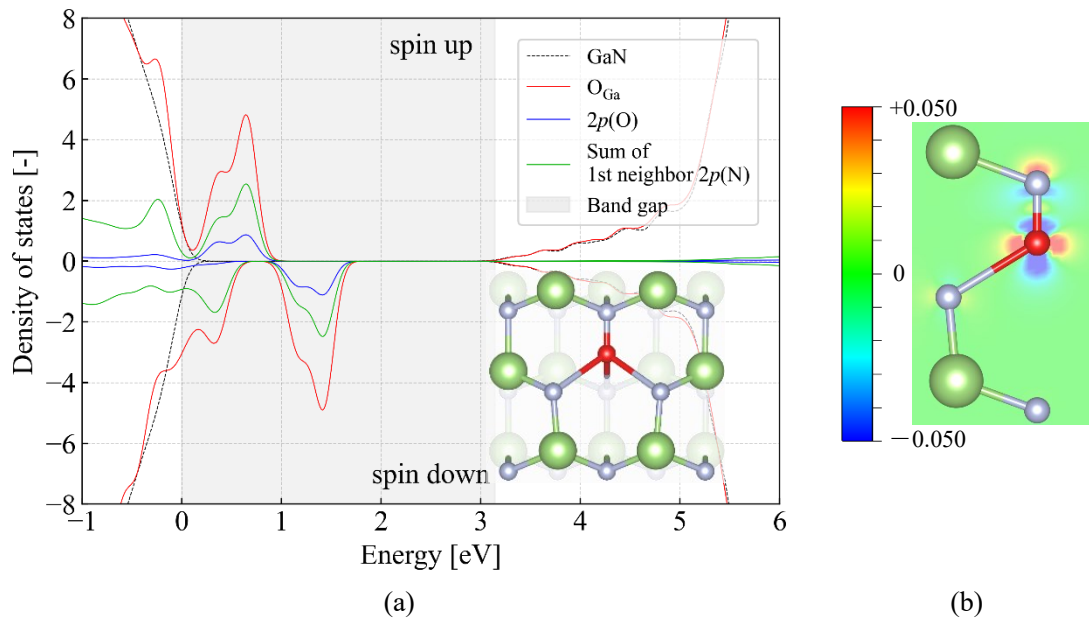 8
6
4
2
0
−2
−4
−6
−8
Density of states [-]
−1
0
1
2
3
4
5
6
Energy [eV]
spin up
GaN
O_Ga
2p(O)
Sum of
1st neighbor 2p(N)
Band gap
spin down
(a)
+0.050
0
−0.050
(b)